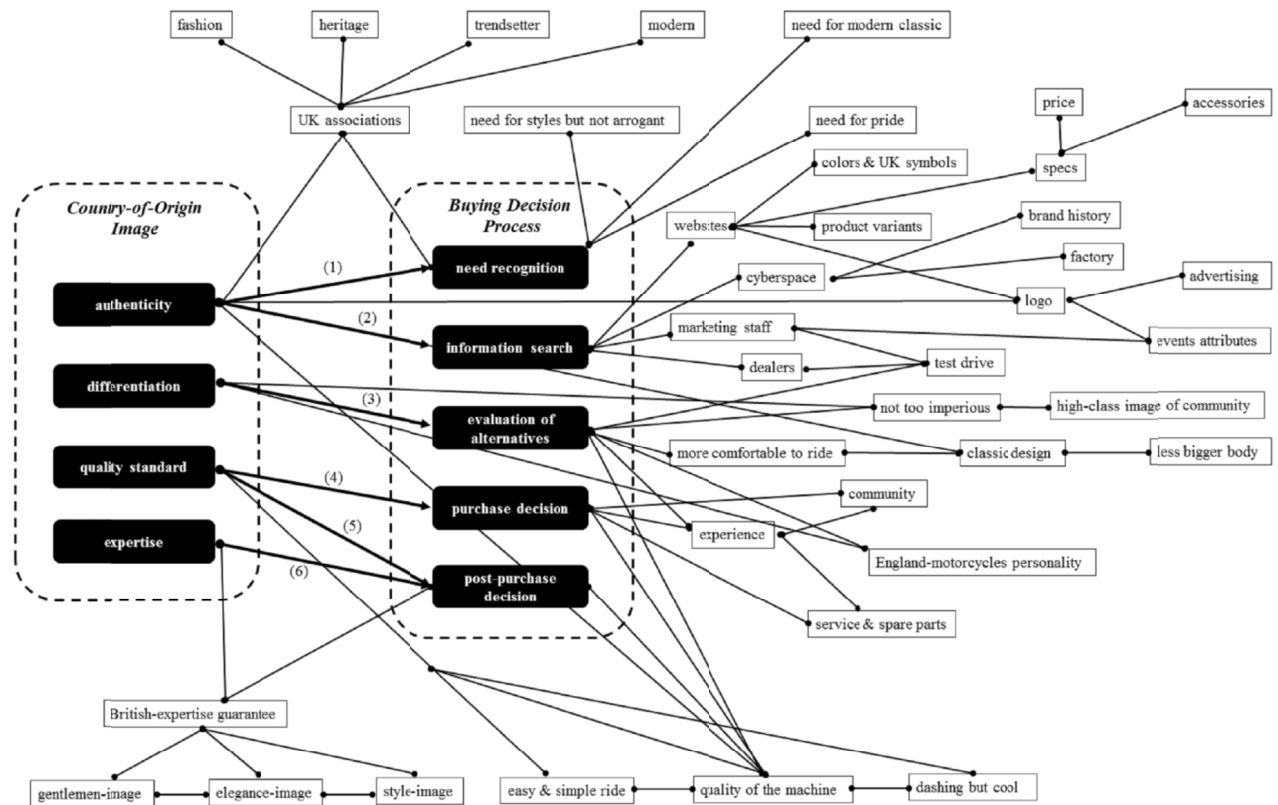 fashion
heritage
trendsetter
modern
need for modern classic
price
accessories
UK associations
need for styles but not arrogant
need for pride
colors & UK symbols
specs
Country-of-Origin
Image
Buying Decision
Process
websites
product variants
brand history
(1)
need recognition
cyberspace
factory
authenticity
logo
advertising
(2)
information search
marketing staff
events attributes
dealers
test drive
differentiation
(3)
evaluation of
alternatives
not too imperious
high-class image of community
quality standard
more comfortable to ride
classic design
less bigger body
(4)
purchase decision
community
(5)
experience
expertise
(6)
post-purchase
decision
England-motorcycles personality
service & spare parts
British-expertise guarantee
gentlemen-image
elegance-image
style-image
easy & simple ride
quality of the machine
dashing but cool